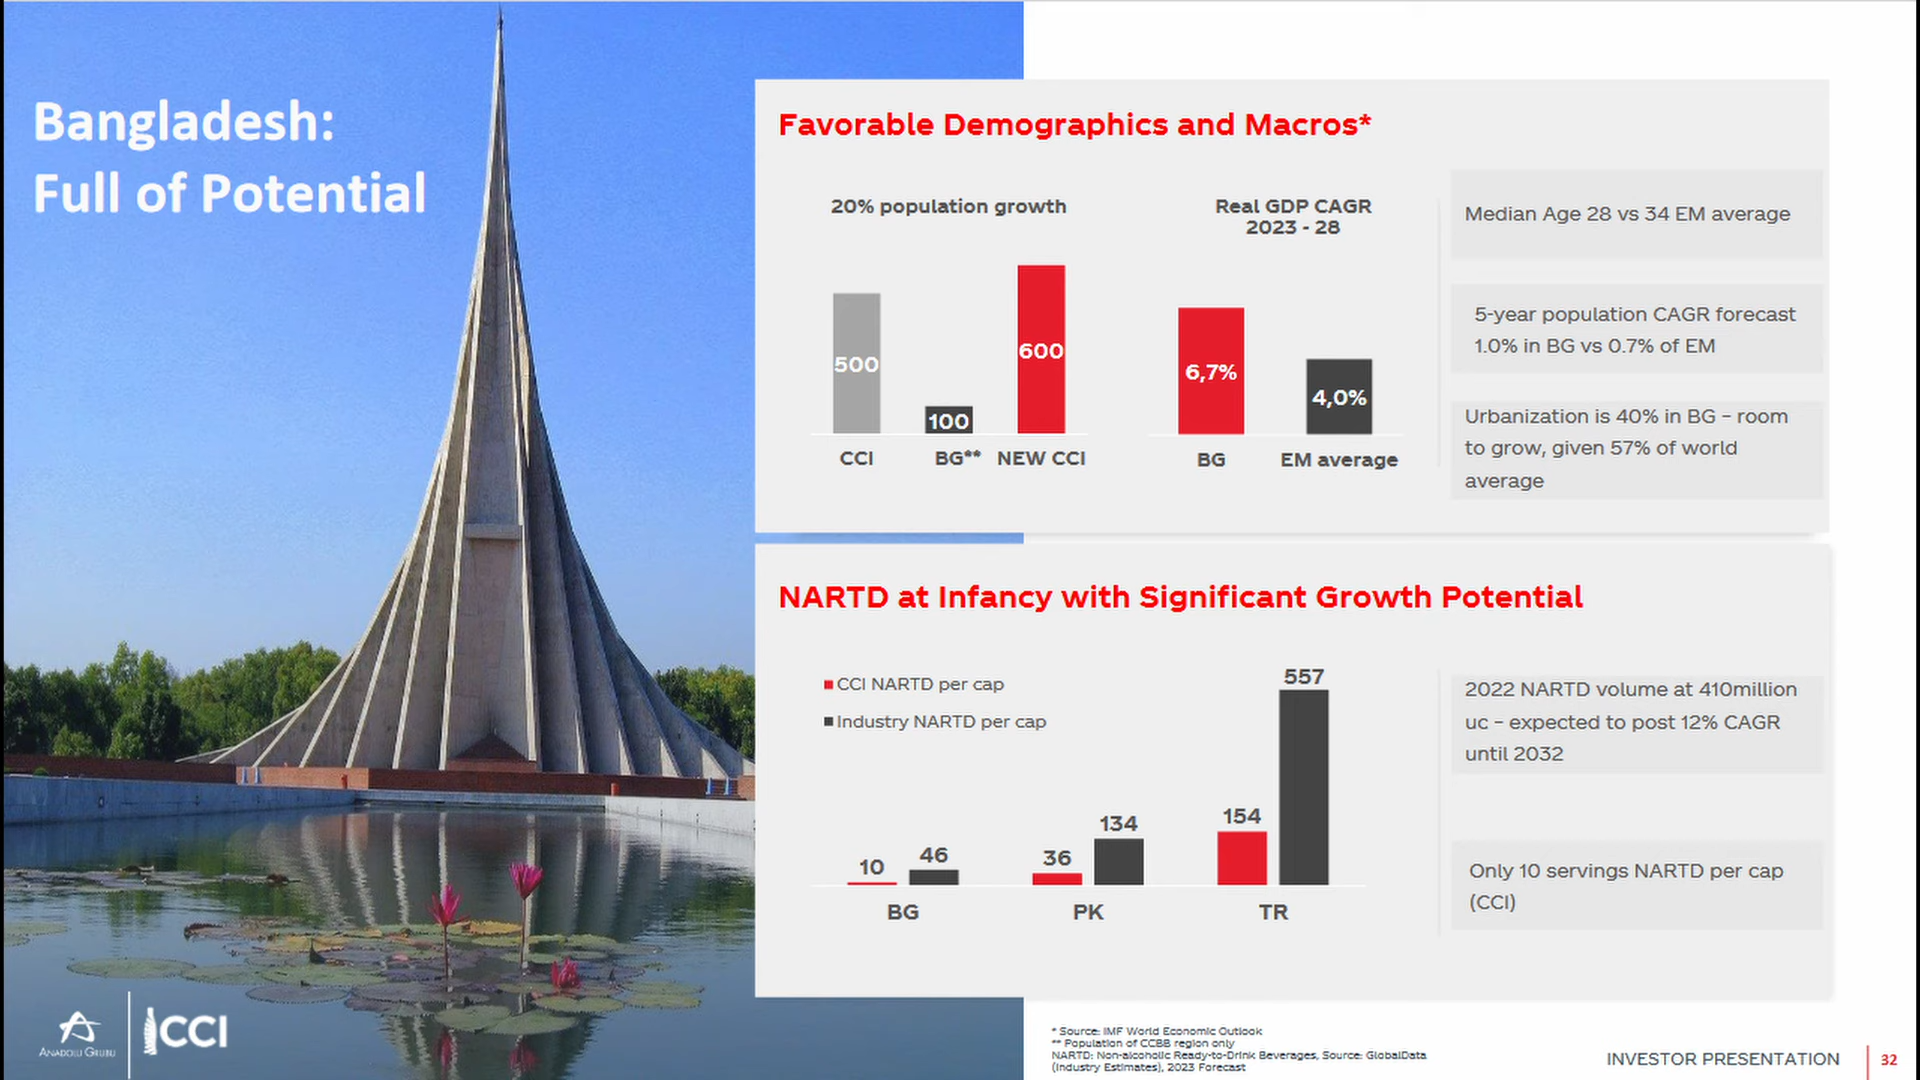 Bangladesh:
Full of Potential
Favorable Demographics and Macros*
20% population growth
500
100
600
CCI
BG**
NEW CCI
Real GDP CAGR
2023 - 28
6,7%
4,0%
BG
EM average
Median Age 28 vs 34 EM average
5-year population CAGR forecast
1.0% in BG vs 0.7% of EM
Urbanization is 40% in BG – room
to grow, given 57% of world
average
NARTD at Infancy with Significant Growth Potential
CCI NARTD per cap
Industry NARTD per cap
10
46
36
134
154
557
BG
PK
TR
2022 NARTD volume at 410million
uc – expected to post 12% CAGR
until 2032
Only 10 servings NARTD per cap
(CCI)
ANADOLU GRUBU
CCI
* Source: IMF World Economic Outlook
** Population of CCBB region only
NARTD: Non-alcoholic Ready-to-Drink Beverages, Source: GlobalData
(Industry Estimates), 2023 Forecast
INVESTOR PRESENTATION
32